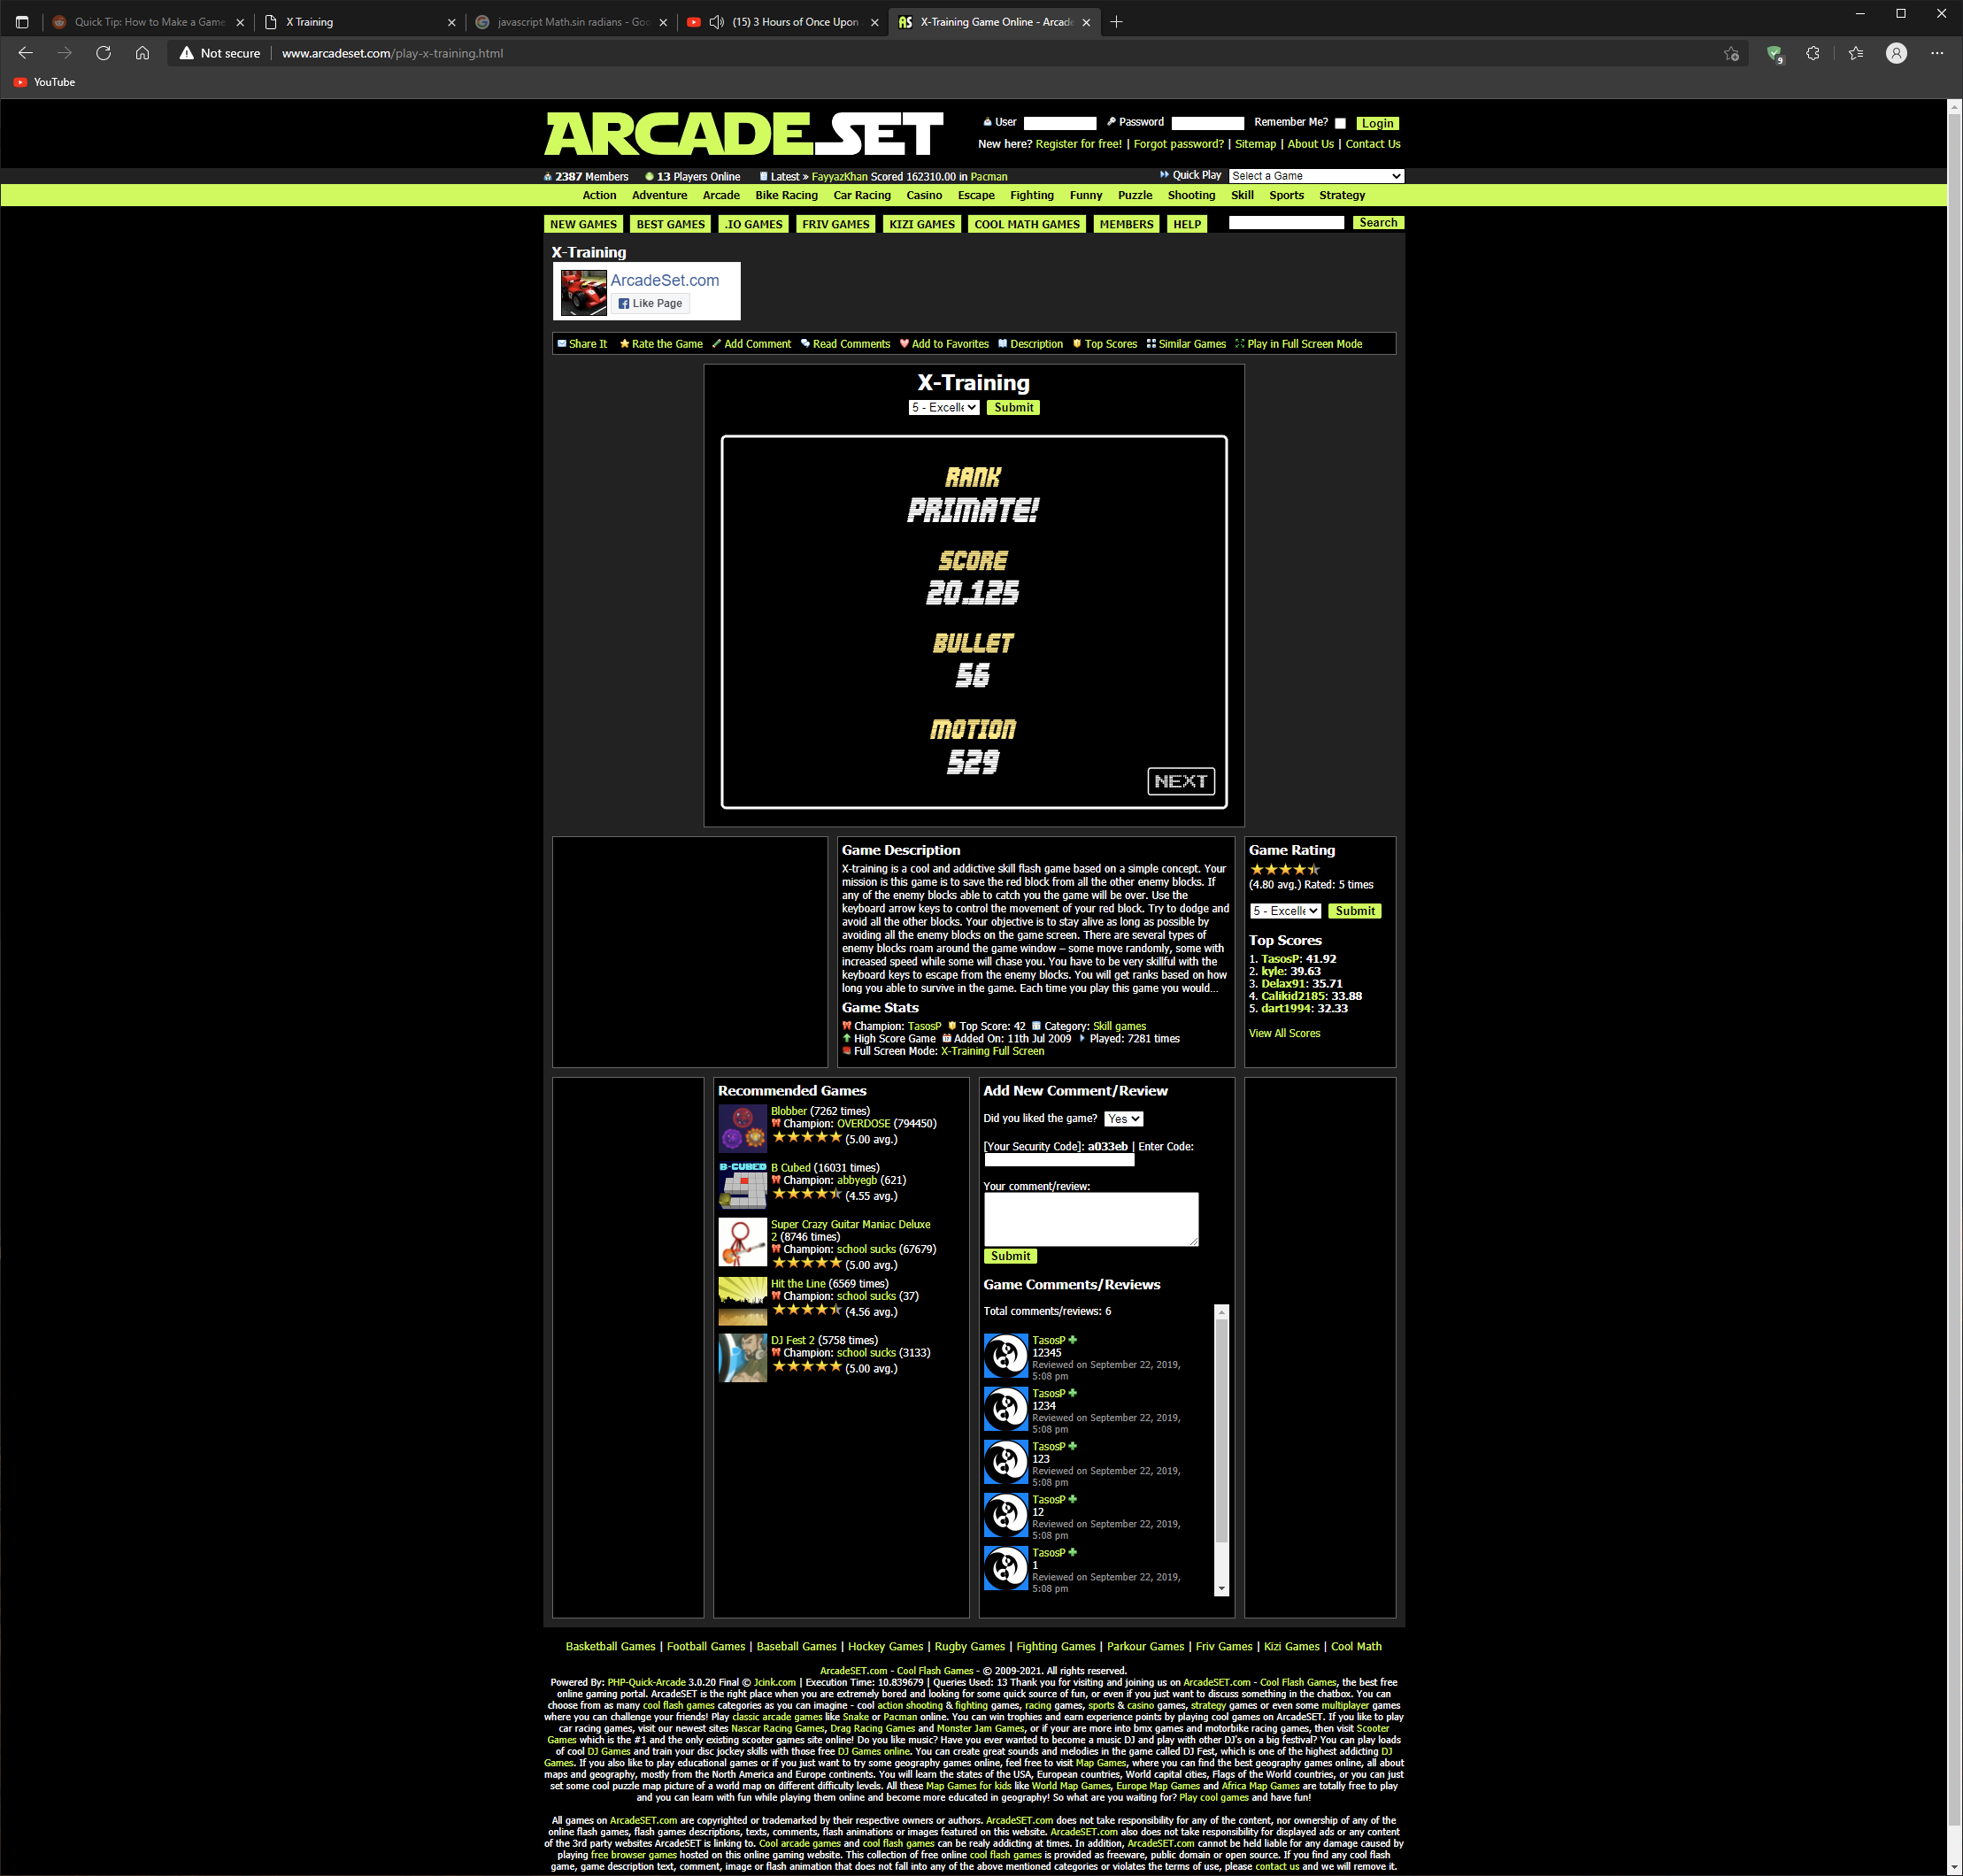 Quick Tip: How to Make a Game
X Training
javascript Math.sin radians - Goo
(15) 3 Hours of Once Upon
AS X-Training Game Online - Arcade
Not secure
www.arcadeset.com/play-x-training.html
9
YouTube
ARCADE.SET
User Password Remember Me? Login
New here? Register for free! | Forgot password? | Sitemap | About Us | Contact Us
2387 Members 13 Players Online Latest » FayyazKhan Scored 162310.00 in Pacman Quick Play Select a Game
Action Adventure Arcade Bike Racing Car Racing Casino Escape Fighting Funny Puzzle Shooting Skill Sports Strategy
NEW GAMES BEST GAMES .IO GAMES FRIV GAMES KIZI GAMES COOL MATH GAMES MEMBERS HELP Search
X-Training
ArcadeSet.com
Like Page
Share It Rate the Game Add Comment Read Comments Add to Favorites Description Top Scores Similar Games Play in Full Screen Mode
X-Training
5 - Excelle Submit
RANK
PRIMATE!
SCORE
20.125
BULLET
56
MOTION
529
NEXT
Game Description
X-training is a cool and addictive skill flash game based on a simple concept. Your
mission is this game is to save the red block from all the other enemy blocks. If
any of the enemy blocks able to catch you the game will be over. Use the
keyboard arrow keys to control the movement of your red block. Try to dodge and
avoid all the other blocks. Your objective is to stay alive as long as possible by
avoiding all the enemy blocks on the game screen. There are several types of
enemy blocks roam around the game window – some move randomly, some with
increased speed while some will chase you. You have to be very skillful with the
keyboard keys to escape from the enemy blocks. You will get ranks based on how
long you able to survive in the game. Each time you play this game you would...
Game Stats
Champion: TasosP Top Score: 42 Category: Skill games
High Score Game Added On: 11th Jul 2009 Played: 7281 times
Full Screen Mode: X-Training Full Screen
Game Rating
(4.80 avg.) Rated: 5 times
5 - Excelle Submit
Top Scores
1. TasosP: 41.92
2. kyle: 39.63
3. Delax91: 35.71
4. Calikid2185: 33.88
5. dart1994: 32.33
View All Scores
Recommended Games
Blobber (7262 times)
Champion: OVERDOSE (794450)
(5.00 avg.)
B-CUBED
B Cubed (16031 times)
Champion: abbyegb (621)
(4.55 avg.)
Super Crazy Guitar Maniac Deluxe
2 (8746 times)
Champion: school sucks (67679)
(5.00 avg.)
Hit the Line (6569 times)
Champion: school sucks (37)
(4.56 avg.)
DJ Fest 2 (5758 times)
Champion: school sucks (3133)
(5.00 avg.)
Add New Comment/Review
Did you liked the game? Yes
[Your Security Code]: a033eb | Enter Code:
Your comment/review:
Submit
Game Comments/Reviews
Total comments/reviews: 6
TasosP
12345
Reviewed on September 22, 2019,
5:08 pm
TasosP
1234
Reviewed on September 22, 2019,
5:08 pm
TasosP
123
Reviewed on September 22, 2019,
5:08 pm
TasosP
12
Reviewed on September 22, 2019,
5:08 pm
TasosP
1
Reviewed on September 22, 2019,
5:08 pm
Basketball Games | Football Games | Baseball Games | Hockey Games | Rugby Games | Fighting Games | Parkour Games | Friv Games | Kizi Games | Cool Math
ArcadeSET.com - Cool Flash Games - © 2009-2021. All rights reserved.
Powered By: PHP-Quick-Arcade 3.0.20 Final © Jcink.com | Execution Time: 10.839679 | Queries Used: 13 Thank you for visiting and joining us on ArcadeSET.com - Cool Flash Games, the best free
online gaming portal. ArcadeSET is the right place when you are extremely bored and looking for some quick source of fun, or even if you just want to discuss something in the chatbox. You can
choose from as many cool flash games categories as you can imagine - cool action shooting & fighting games, racing games, sports & casino games, strategy games or even some multiplayer games
where you can challenge your friends! Play classic arcade games like Snake or Pacman online. You can win trophies and earn experience points by playing cool games on ArcadeSET. If you like to play
car racing games, visit our newest sites Nascar Racing Games, Drag Racing Games and Monster Jam Games, or if your are more into bmx games and motorbike racing games, then visit Scooter
Games which is the #1 and the only existing scooter games site online! Do you like music? Have you ever wanted to become a music DJ and play with other DJ's on a big festival? You can play loads
of cool DJ Games and train your disc jockey skills with those free DJ Games online. You can create great sounds and melodies in the game called DJ Fest, which is one of the highest addicting DJ
Games. If you also like to play educational games or if you just want to try some geography games online, feel free to visit Map Games, where you can find the best geography games online, all about
maps and geography, mostly from the North America and Europe continents. You will learn the states of the USA, European countries, World capital cities, Flags of the World countries, or you can just
set some cool puzzle map picture of a world map on different difficulty levels. All these Map Games for kids like World Map Games, Europe Map Games and Africa Map Games are totally free to play
and you can learn with fun while playing them online and become more educated in geography! So what are you waiting for? Play cool games and have fun!
All games on ArcadeSET.com are copyrighted or trademarked by their respective owners or authors. ArcadeSET.com does not take responsibility for any of the content, nor ownership of any of the
online flash games, flash games descriptions, texts, comments, flash animations or images featured on this website. ArcadeSET.com also does not take responsibility for displayed ads or any content
of the 3rd party websites ArcadeSET is linking to. Cool arcade games and cool flash games can be realy addicting at times. In addition, ArcadeSET.com cannot be held liable for any damage caused by
playing free browser games hosted on this online gaming website. This collection of free online cool flash games is provided as freeware, public domain or open source. If you find any cool flash
game, game description text, comment, image or flash animation that does not fall into any of the above mentioned categories or violates the terms of use, please contact us and we will remove it.